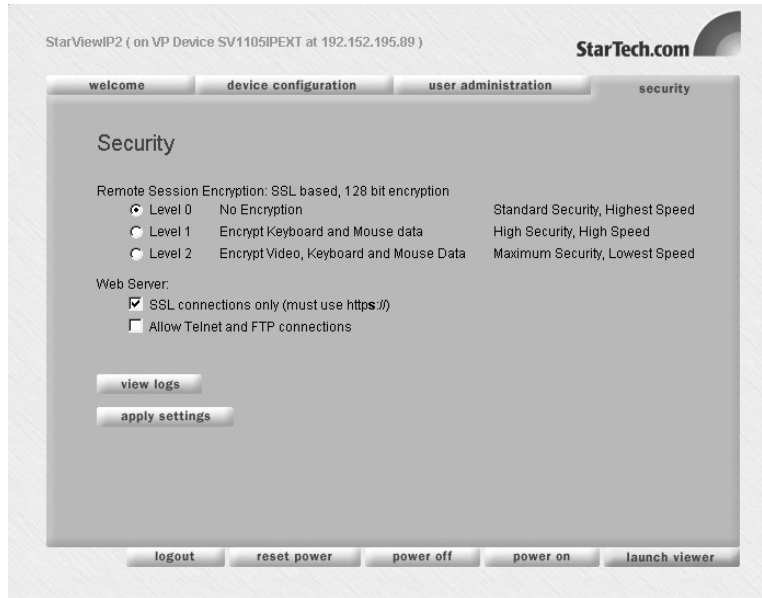 StarViewIP2 ( on VP Device SV1105IPEXT at 192.152.195.89 )
StarTech.com
welcome device configuration user administration security
Security
Remote Session Encryption: SSL based, 128 bit encryption
Level 0 No Encryption Standard Security, Highest Speed
Level 1 Encrypt Keyboard and Mouse data High Security, High Speed
Level 2 Encrypt Video, Keyboard and Mouse Data Maximum Security, Lowest Speed
Web Server:
SSL connections only (must use https://)
Allow Telnet and FTP connections
view logs
apply settings
logout reset power power off power on launch viewer